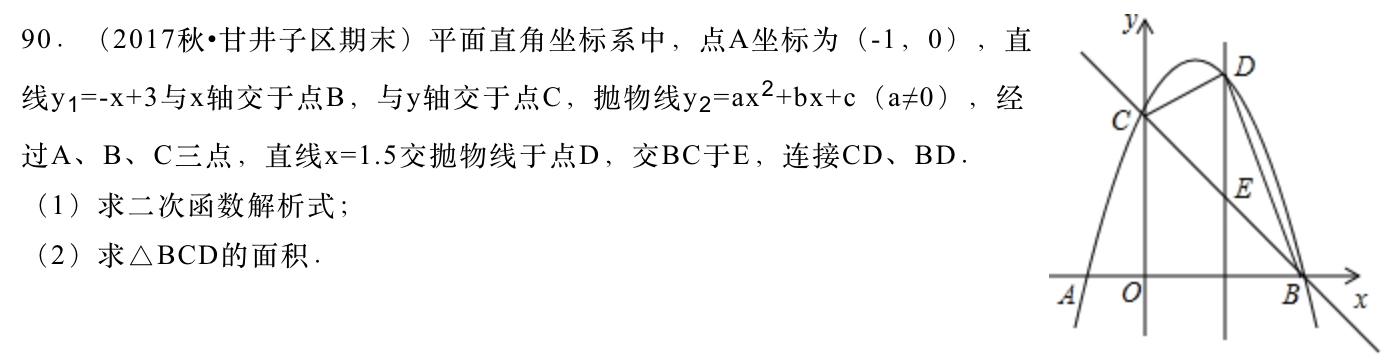 90．（2017秋•甘井子区期末）平面直角坐标系中，点A坐标为（-1，0），直
线y₁=-x+3与x轴交于点B，与y轴交于点C，抛物线y₂=ax²+bx+c（a≠0），经
过A、B、C三点，直线x=1.5交抛物线于点D，交BC于E，连接CD、BD．
（1）求二次函数解析式；
（2）求△BCD的面积．
y
D
C
E
A
O
B
x